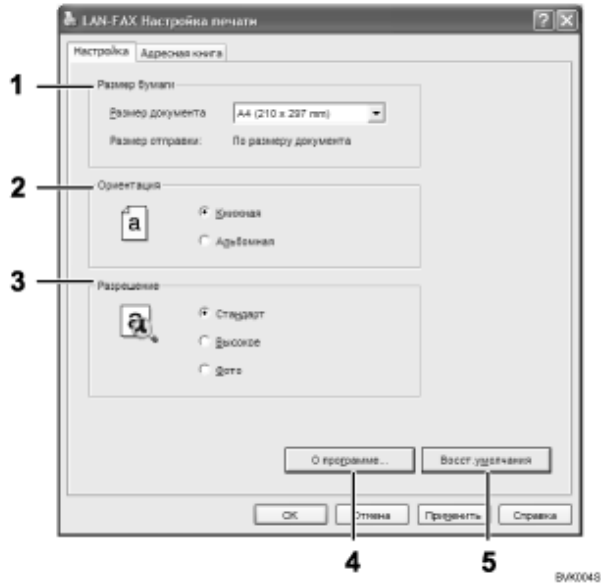 LAN-FAX Настройка печати
Настройка Адресная книга
1 Размер бумаги
Размер документа A4 (210 x 297 mm)
Размер отправки: По размеру документа
2 Ориентация
a Книжная
Альбомная
3 Разрешение
a Стандарт
Высокое
Фото
О программе... Восст.умолчания
OK Отмена Применить Справка
4 5
BVK004S